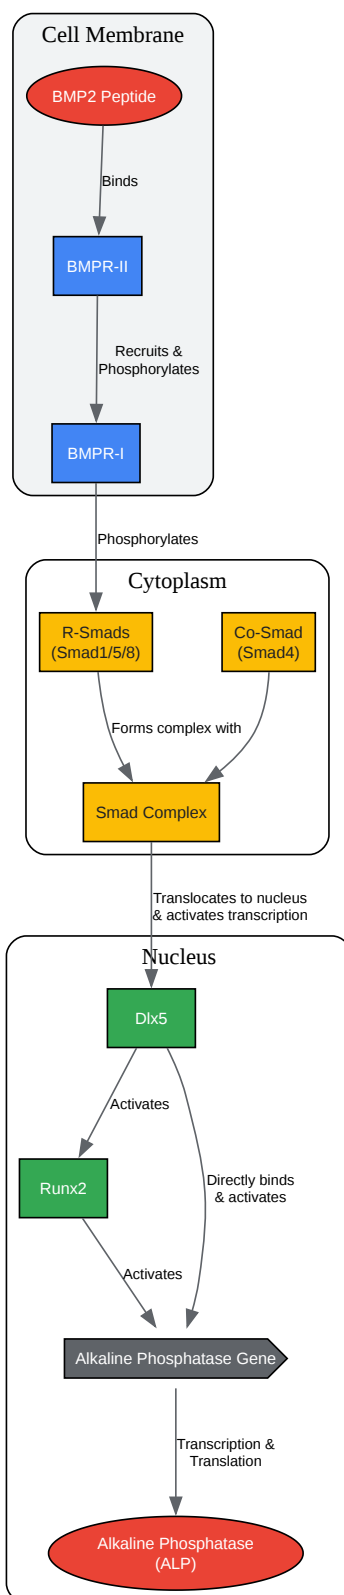 Cell Membrane
BMP2 Peptide
Binds
BMPR-II
Recruits &
Phosphorylates
BMPR-I
Phosphorylates
Cytoplasm
R-Smads
(Smad1/5/8)
Co-Smad
(Smad4)
Forms complex with
Smad Complex
Translocates to nucleus
& activates transcription
Nucleus
Dlx5
Activates
Directly binds
& activates
Runx2
Activates
Alkaline Phosphatase Gene
Transcription &
Translation
Alkaline Phosphatase
(ALP)